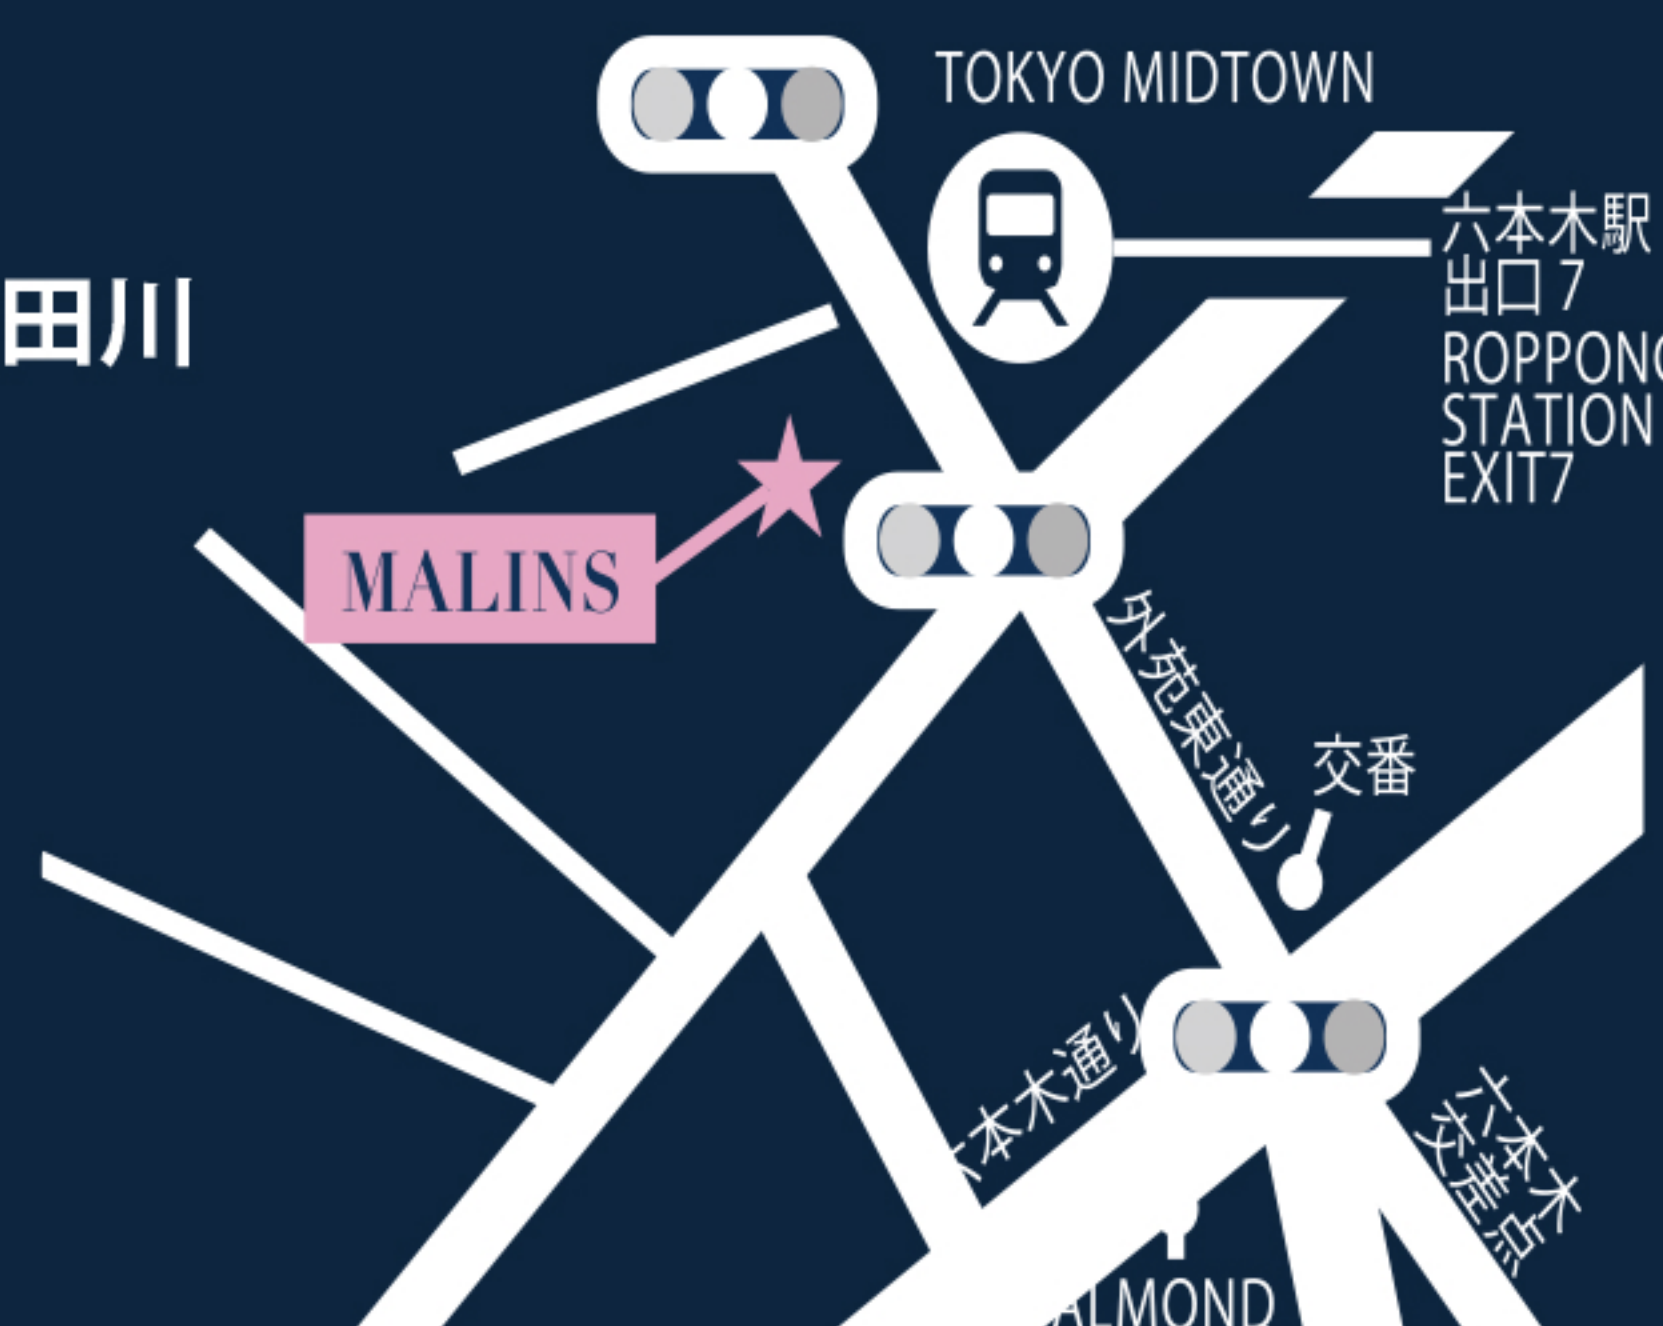 TOKYO MIDTOWN
六本木駅
出口 7
ROPPONG
STATION
EXIT7
田川
MALINS
外苑東通り
交番
六本木通り
六本木
交差点
ALMOND